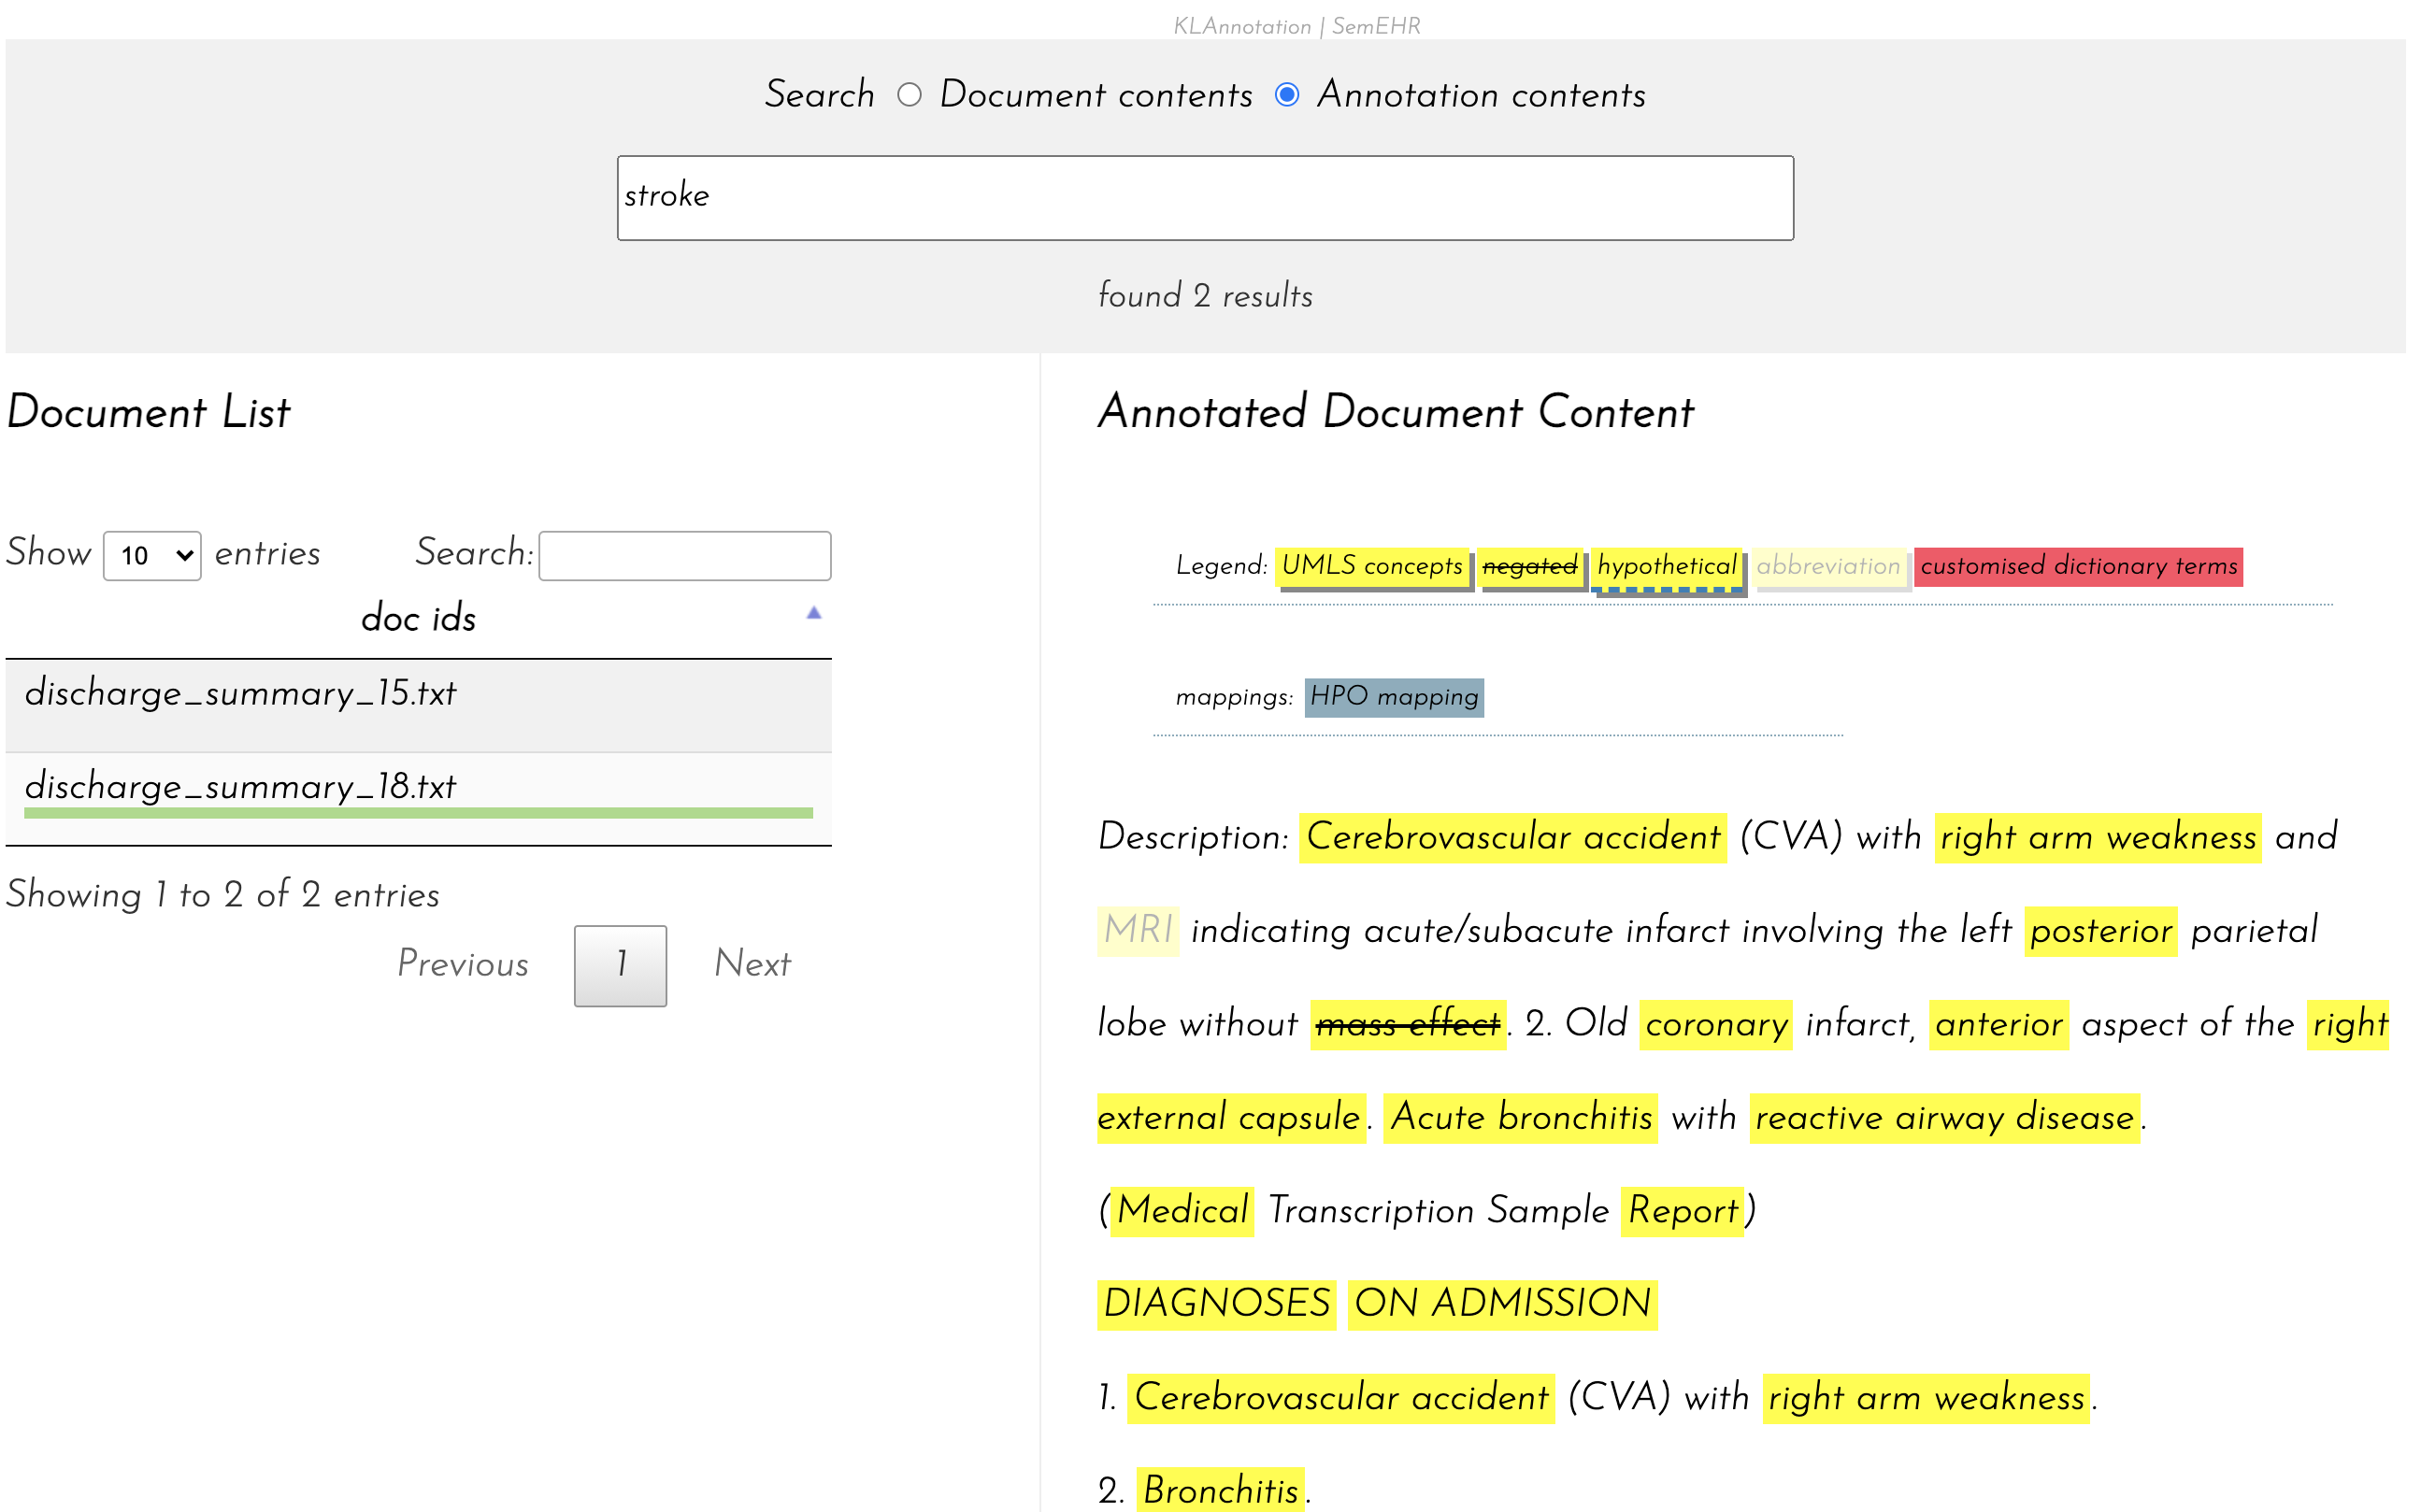 KLAnnotation | SemEHR
Search Document contents Annotation contents
stroke
found 2 results
Document List
Show 10 entries Search:
doc ids
discharge_summary_15.txt
discharge_summary_18.txt
Showing 1 to 2 of 2 entries
Previous 1 Next
Annotated Document Content
Legend: UMLS concepts negated hypothetical abbreviation customised dictionary terms
mappings: HPO mapping
Description: Cerebrovascular accident (CVA) with right arm weakness and
MRI indicating acute/subacute infarct involving the left posterior parietal
lobe without mass effect. 2. Old coronary infarct, anterior aspect of the right
external capsule. Acute bronchitis with reactive airway disease.
(Medical Transcription Sample Report)
DIAGNOSES ON ADMISSION
1. Cerebrovascular accident (CVA) with right arm weakness.
2. Bronchitis.